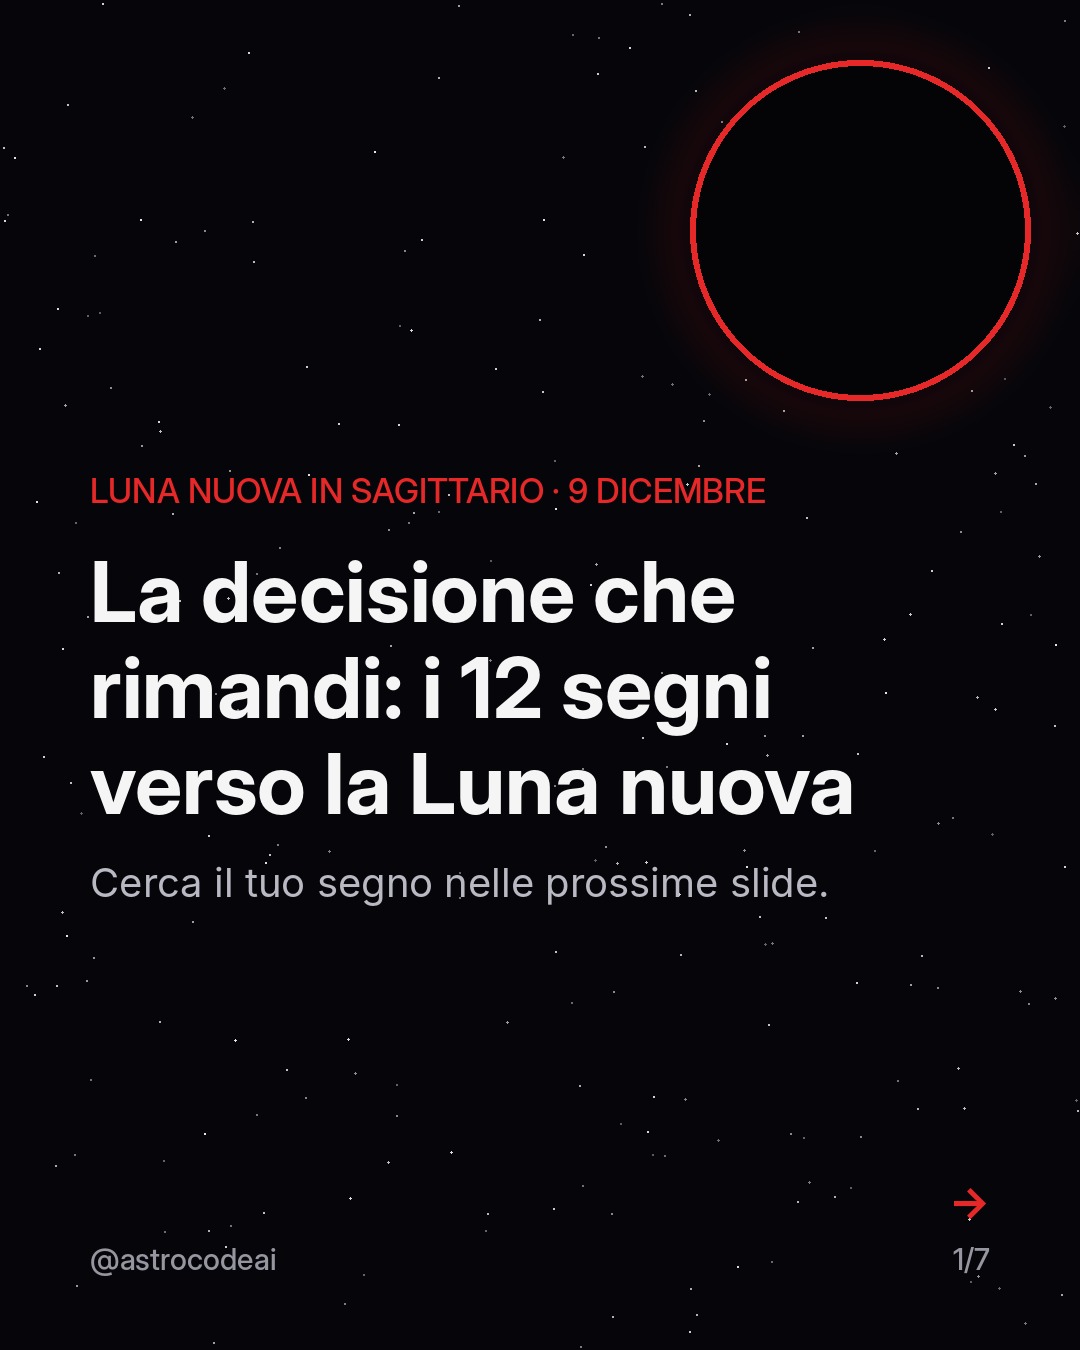 LUNA NUOVA IN SAGITTARIO · 9 DICEMBRE
La decisione che
rimandi: i 12 segni
verso la Luna nuova
Cerca il tuo segno nelle prossime slide.
→
@astrocodeai
1/7